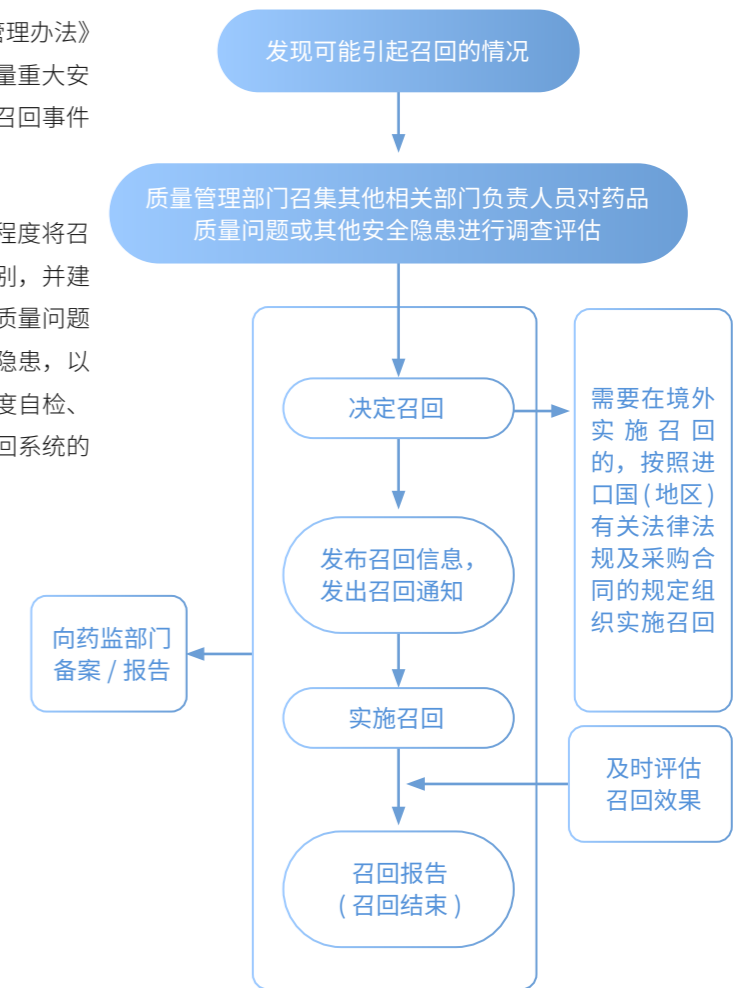 管理办法》
量重大安
召回事件
程度将召
别，并建
质量问题
隐患，以
度自检、
回系统的
发现可能引起召回的情况
质量管理部门召集其他相关部门负责人员对药品
质量问题或其他安全隐患进行调查评估
决定召回
需要在境外
实施召回
的，按照进
口国(地区)
有关法律法
规及采购合
同的规定组
织实施召回
发布召回信息，
发出召回通知
向药监部门
备案 / 报告
实施召回
及时评估
召回效果
召回报告
( 召回结束 )